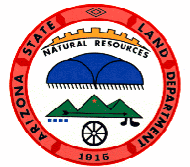 ARIZONA STATE LAND DEPARTMENT
NATURAL RESOURCES
1915